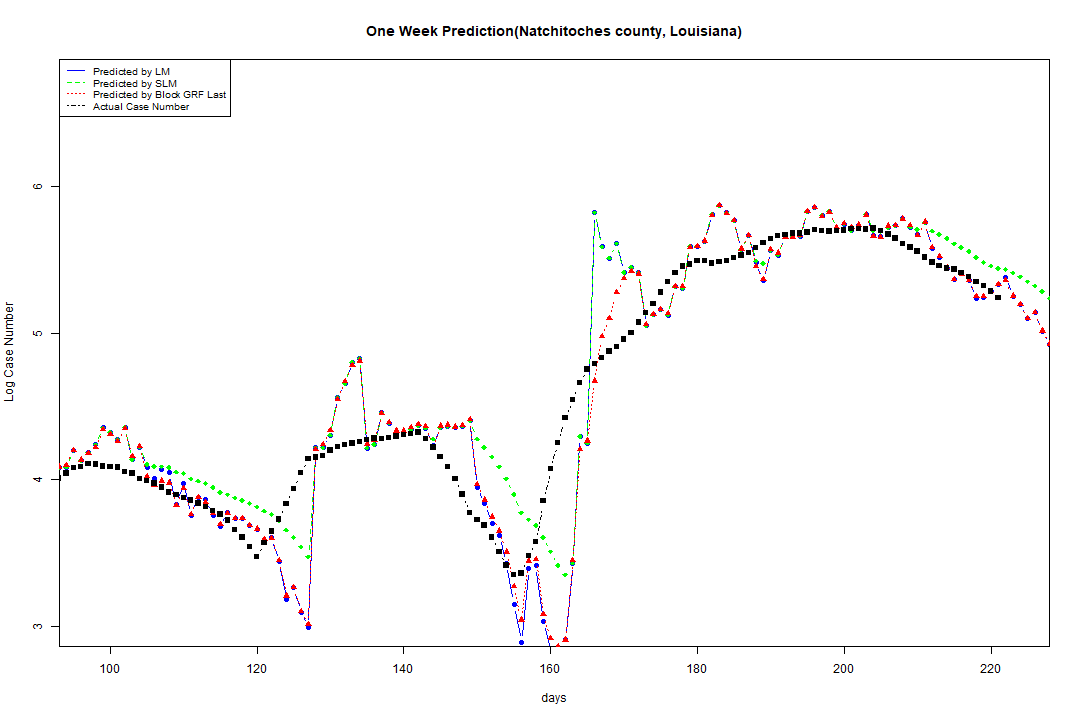 One Week Prediction(Natchitoches county, Louisiana)
Predicted by LM
Predicted by SLM
Predicted by Block GRF Last
Actual Case Number
6
5
4
3
Log Case Number
100 120 140 160 180 200 220
days